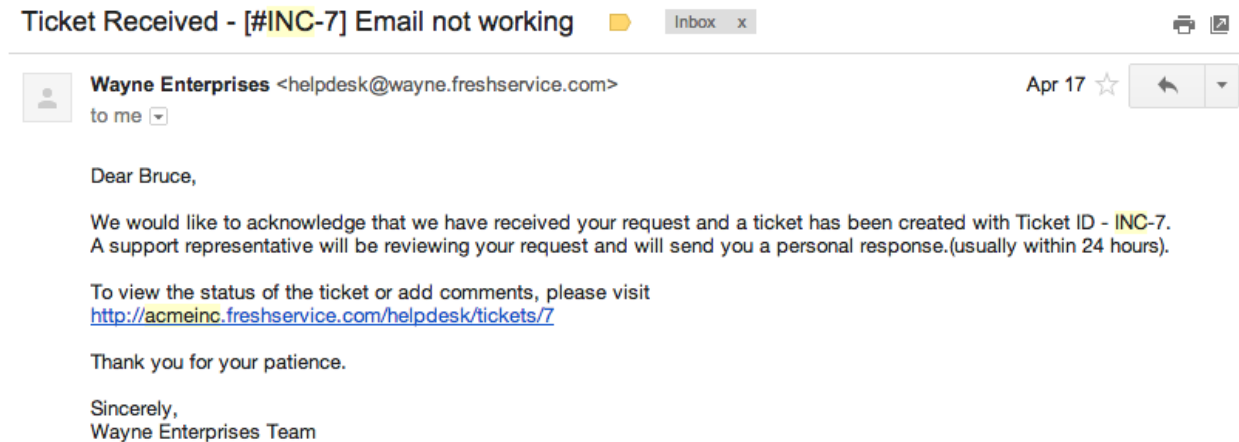 Ticket Received - [#INC-7] Email not working
Inbox x
Wayne Enterprises <helpdesk@wayne.freshservice.com>
Apr 17
to me
Dear Bruce,
We would like to acknowledge that we have received your request and a ticket has been created with Ticket ID - INC-7.
A support representative will be reviewing your request and will send you a personal response.(usually within 24 hours).
To view the status of the ticket or add comments, please visit
http://acmeinc.freshservice.com/helpdesk/tickets/7
Thank you for your patience.
Sincerely,
Wayne Enterprises Team